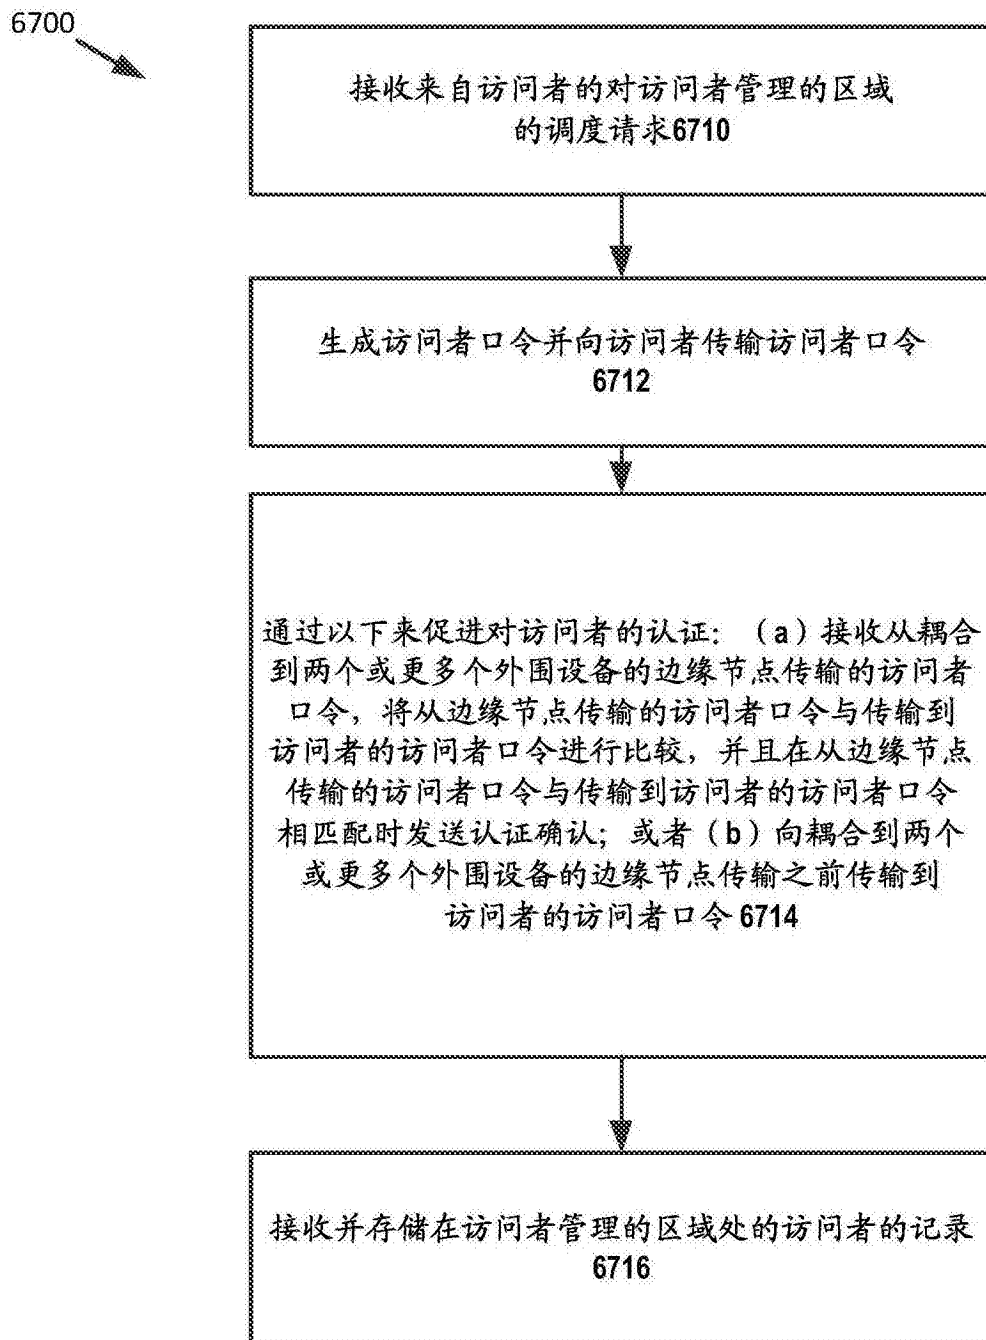 6700
接收来自访问者的对访问者管理的区域
的调度请求6710
生成访问者口令并向访问者传输访问者口令
6712
通过以下来促进对访问者的认证：（a）接收从耦合
到两个或更多个外围设备的边缘节点传输的访问者
口令，将从边缘节点传输的访问者口令与传输到
访问者的访问者口令进行比较，并且在从边缘节点
传输的访问者口令与传输到访问者的访问者口令
相匹配时发送认证确认；或者（b）向耦合到两个
或更多个外围设备的边缘节点传输之前传输到
访问者的访问者口令 6714
接收并存储在访问者管理的区域处的访问者的记录
6716